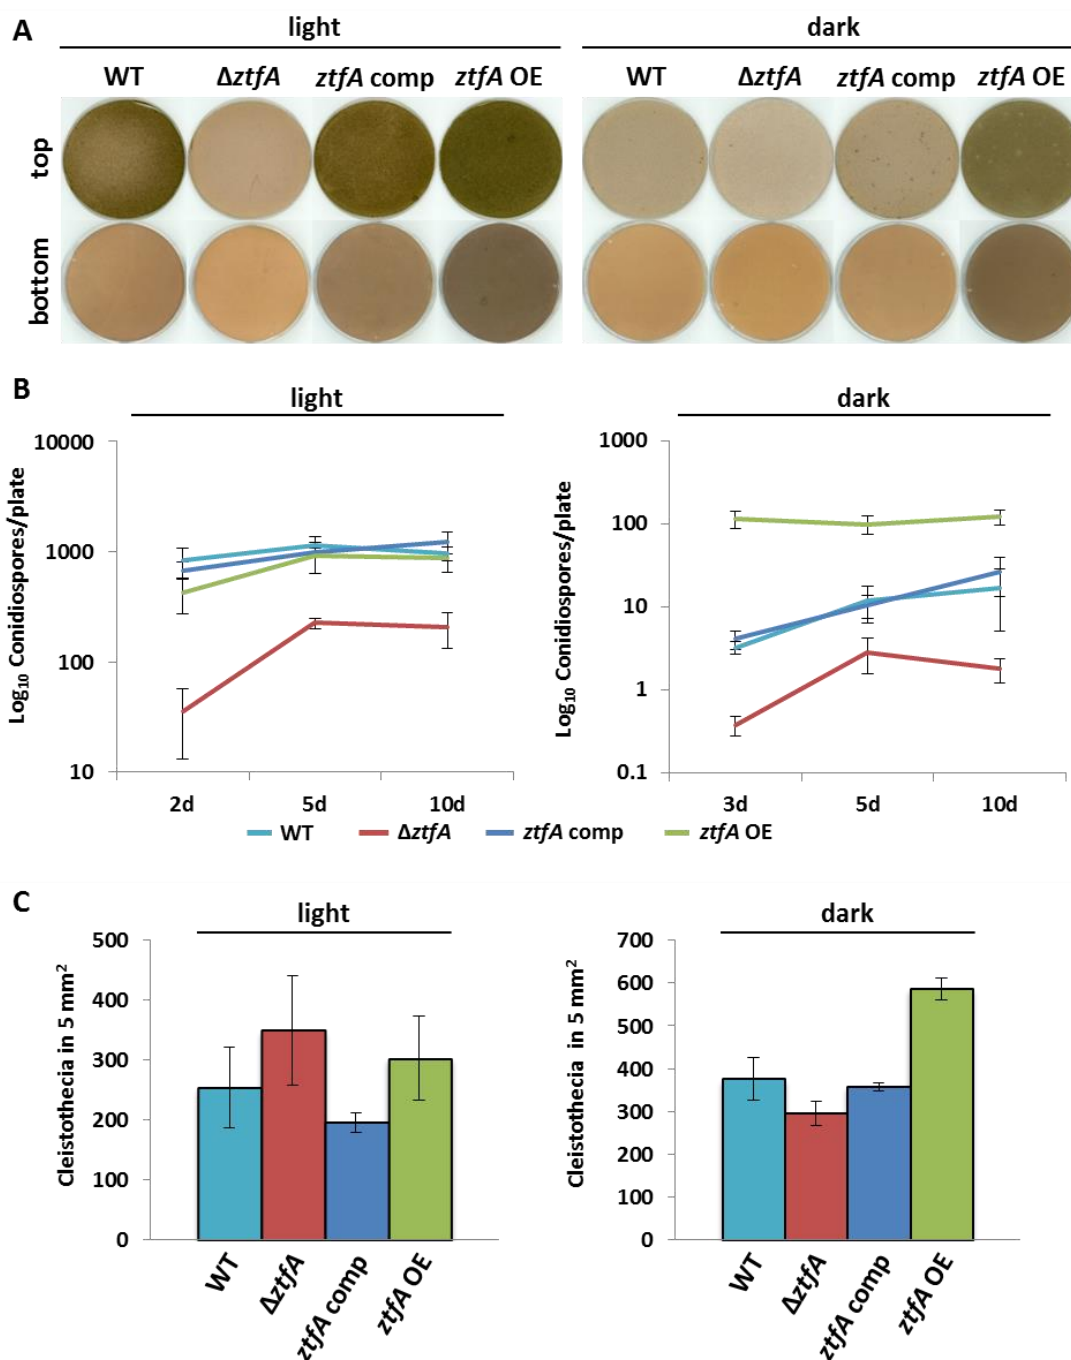 A
light
dark
WT ΔztfA ztfA comp ztfA OE
WT ΔztfA ztfA comp ztfA OE
top
bottom
B
light
dark
Log₁₀ Conidiospores/plate
10000
1000
100
10
2d 5d 10d
Log₁₀ Conidiospores/plate
1000
100
10
1
0.1
3d 5d 10d
WT ΔztfA ztfA comp ztfA OE
C
light
dark
Cleistothecia in 5 mm²
500
400
300
200
100
0
WT
ΔztfA
ztfA comp
ztfA OE
Cleistothecia in 5 mm²
700
600
500
400
300
200
100
0
WT
ΔztfA
ztfA comp
ztfA OE